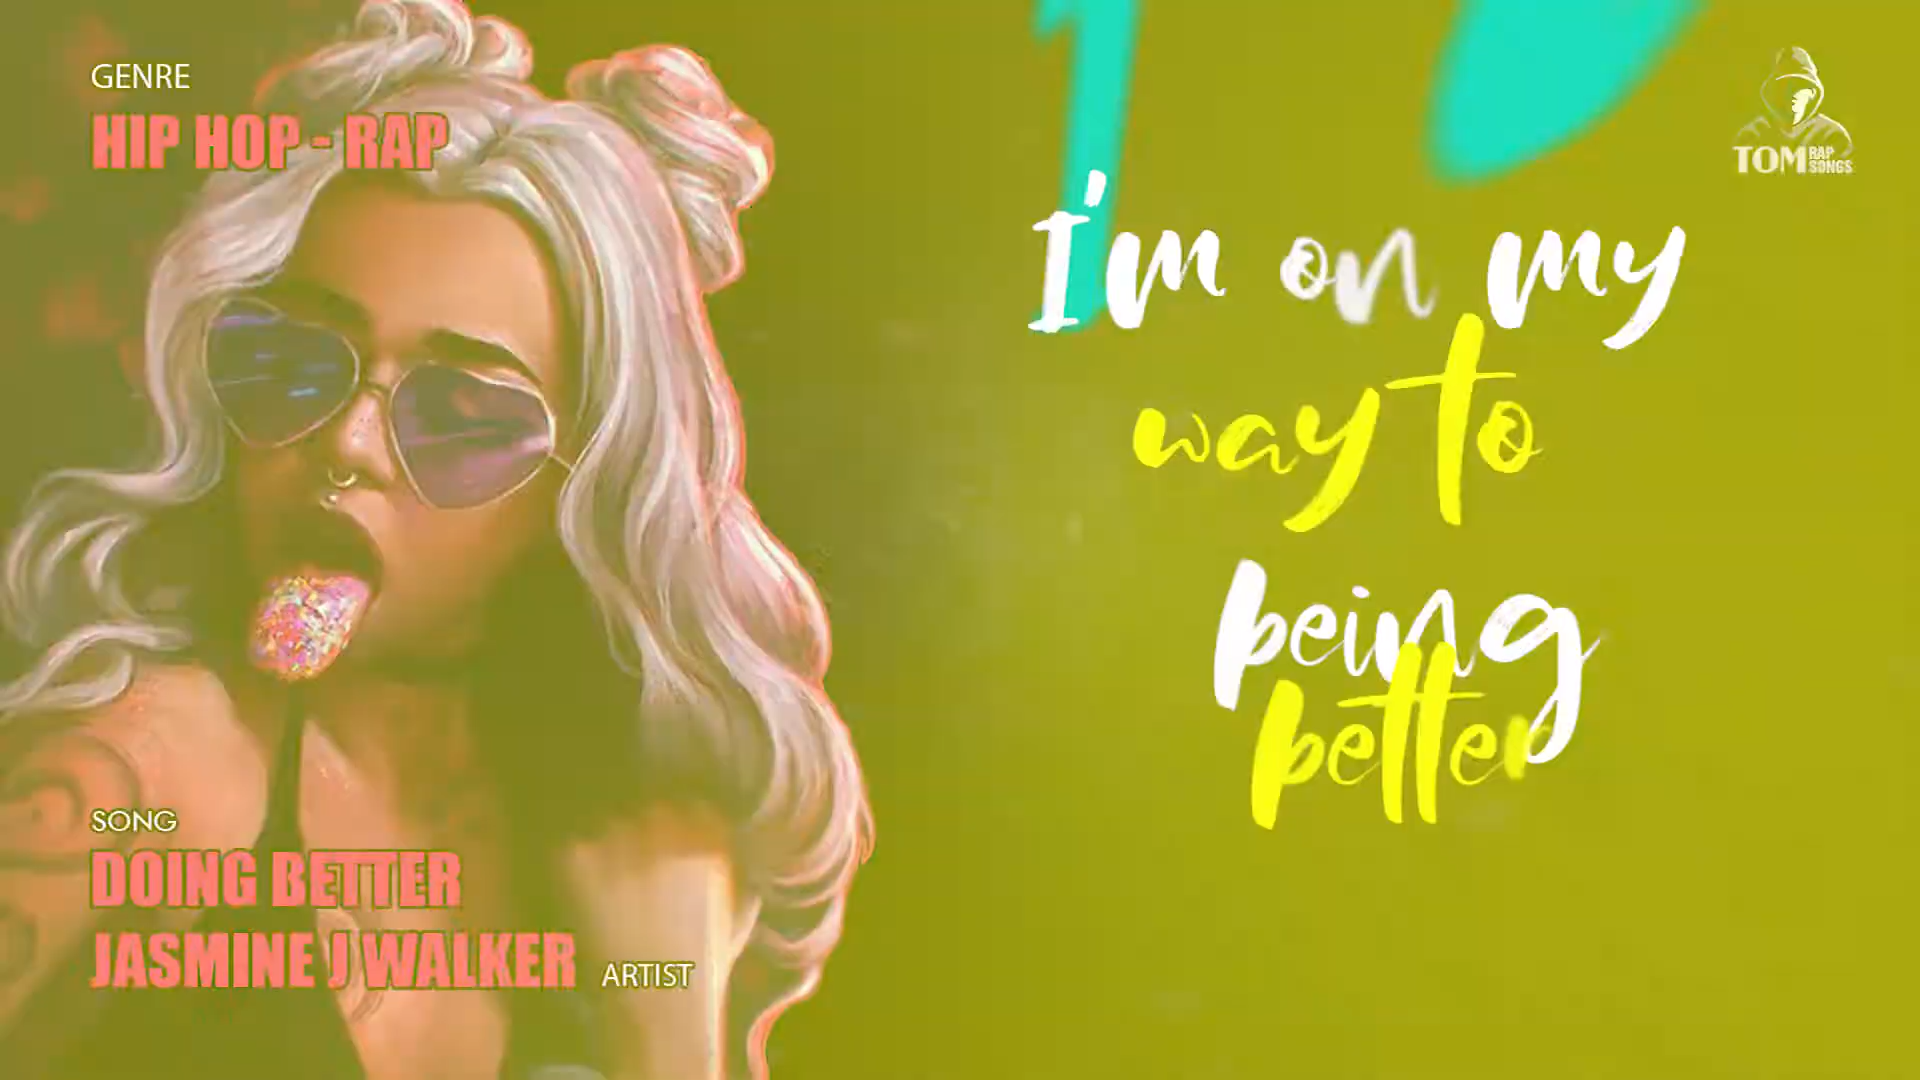 GENRE
HIP HOP - RAP
TOM RAP SONGS
I'm on my
way to
being
better
SONG
DOING BETTER
JASMINE J WALKER ARTIST